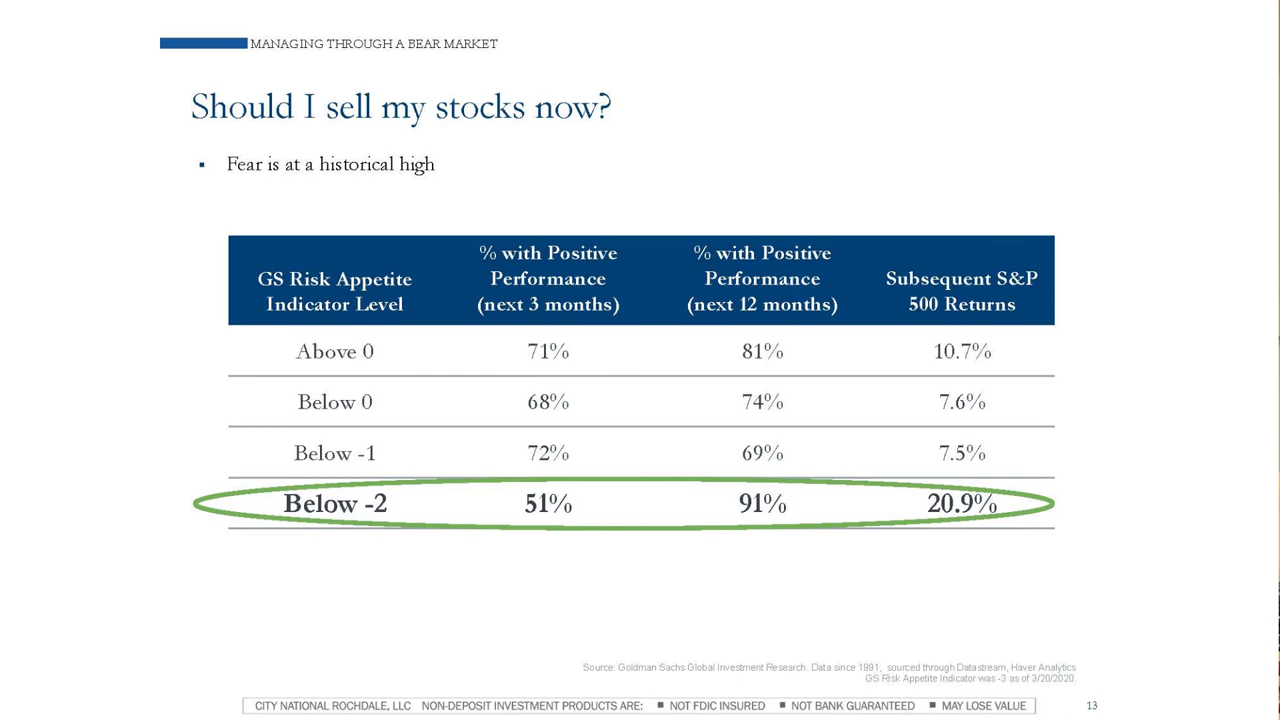 MANAGING THROUGH A BEAR MARKET
Should I sell my stocks now?
▪ Fear is at a historical high
GS Risk Appetite Indicator Level
% with Positive Performance (next 3 months)
% with Positive Performance (next 12 months)
Subsequent S&P 500 Returns
Above 0 71% 81% 10.7%
Below 0 68% 74% 7.6%
Below -1 72% 69% 7.5%
Below -2 51% 91% 20.9%
Source: Goldman Sachs Global Investment Research. Data since 1991, sourced through Datastream, Haver Analytics
GS Risk Appetite Indicator was -3 as of 3/20/2020.
CITY NATIONAL ROCHDALE, LLC NON-DEPOSIT INVESTMENT PRODUCTS ARE: ■ NOT FDIC INSURED ■ NOT BANK GUARANTEED ■ MAY LOSE VALUE 13